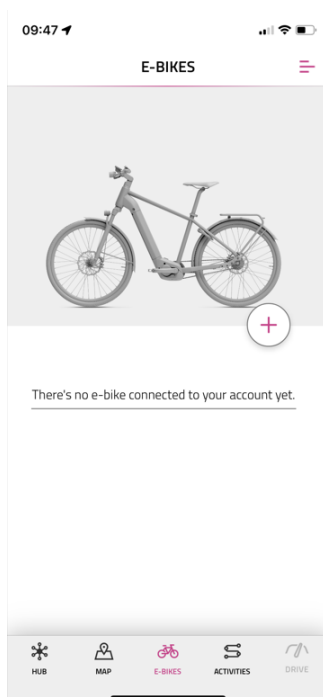 09:47
E-BIKES
There's no e-bike connected to your account yet.
HUB MAP E-BIKES ACTIVITIES DRIVE